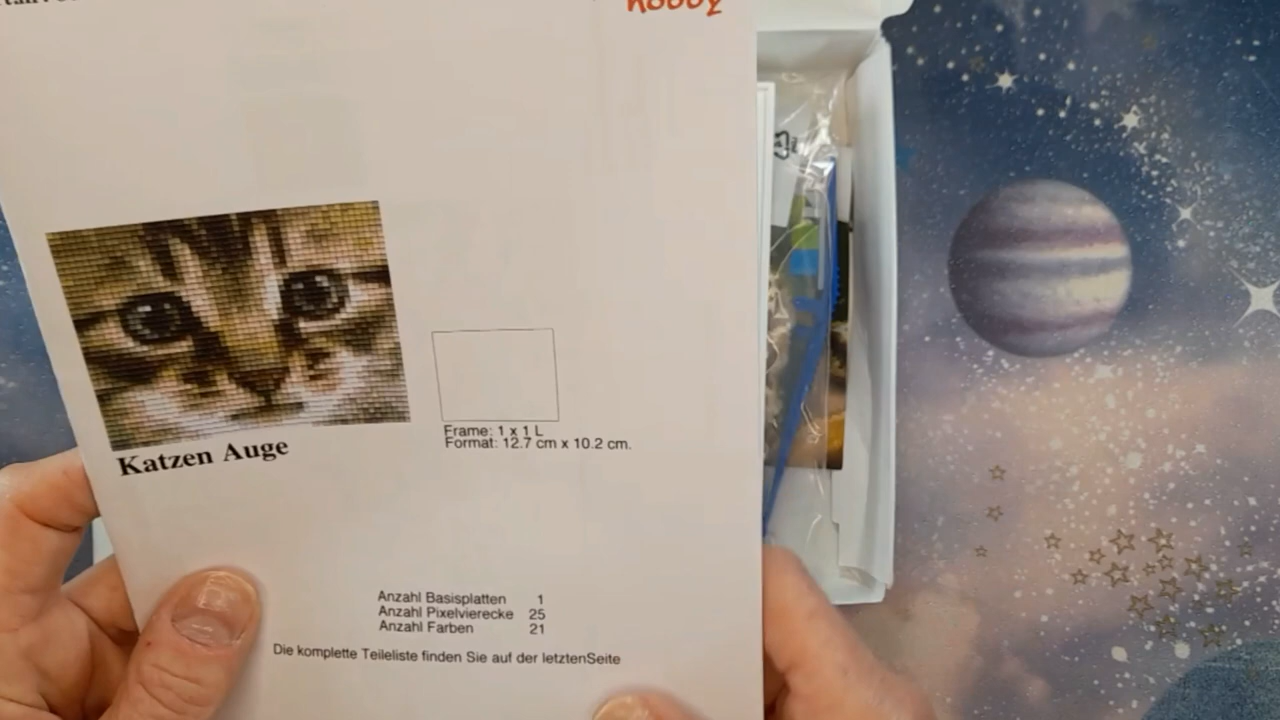 hobby
Katzen Auge
Frame: 1 x 1 L
Format: 12.7 cm x 10.2 cm.
Anzahl Basisplatten 1
Anzahl Pixelvierecke 25
Anzahl Farben 21
Die komplette Teileliste finden Sie auf der letztenSeite